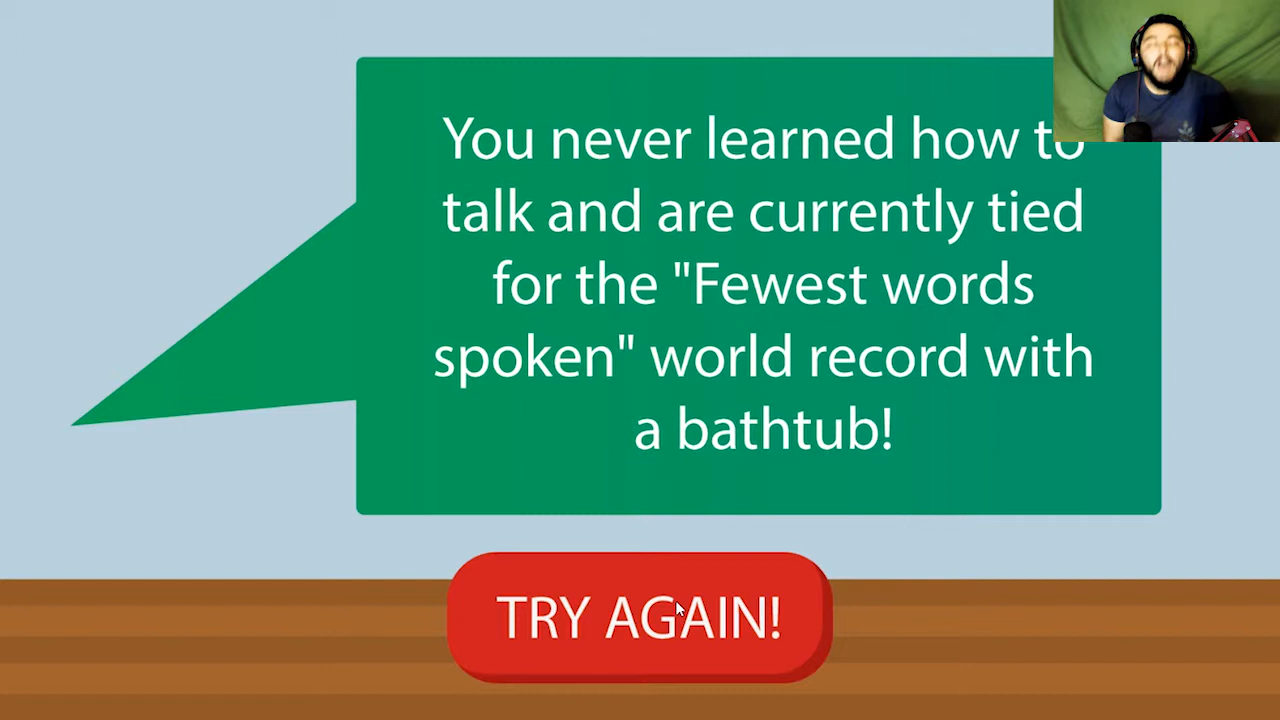 You never learned how to
talk and are currently tied
for the "Fewest words
spoken" world record with
a bathtub!
TRY AGAIN!